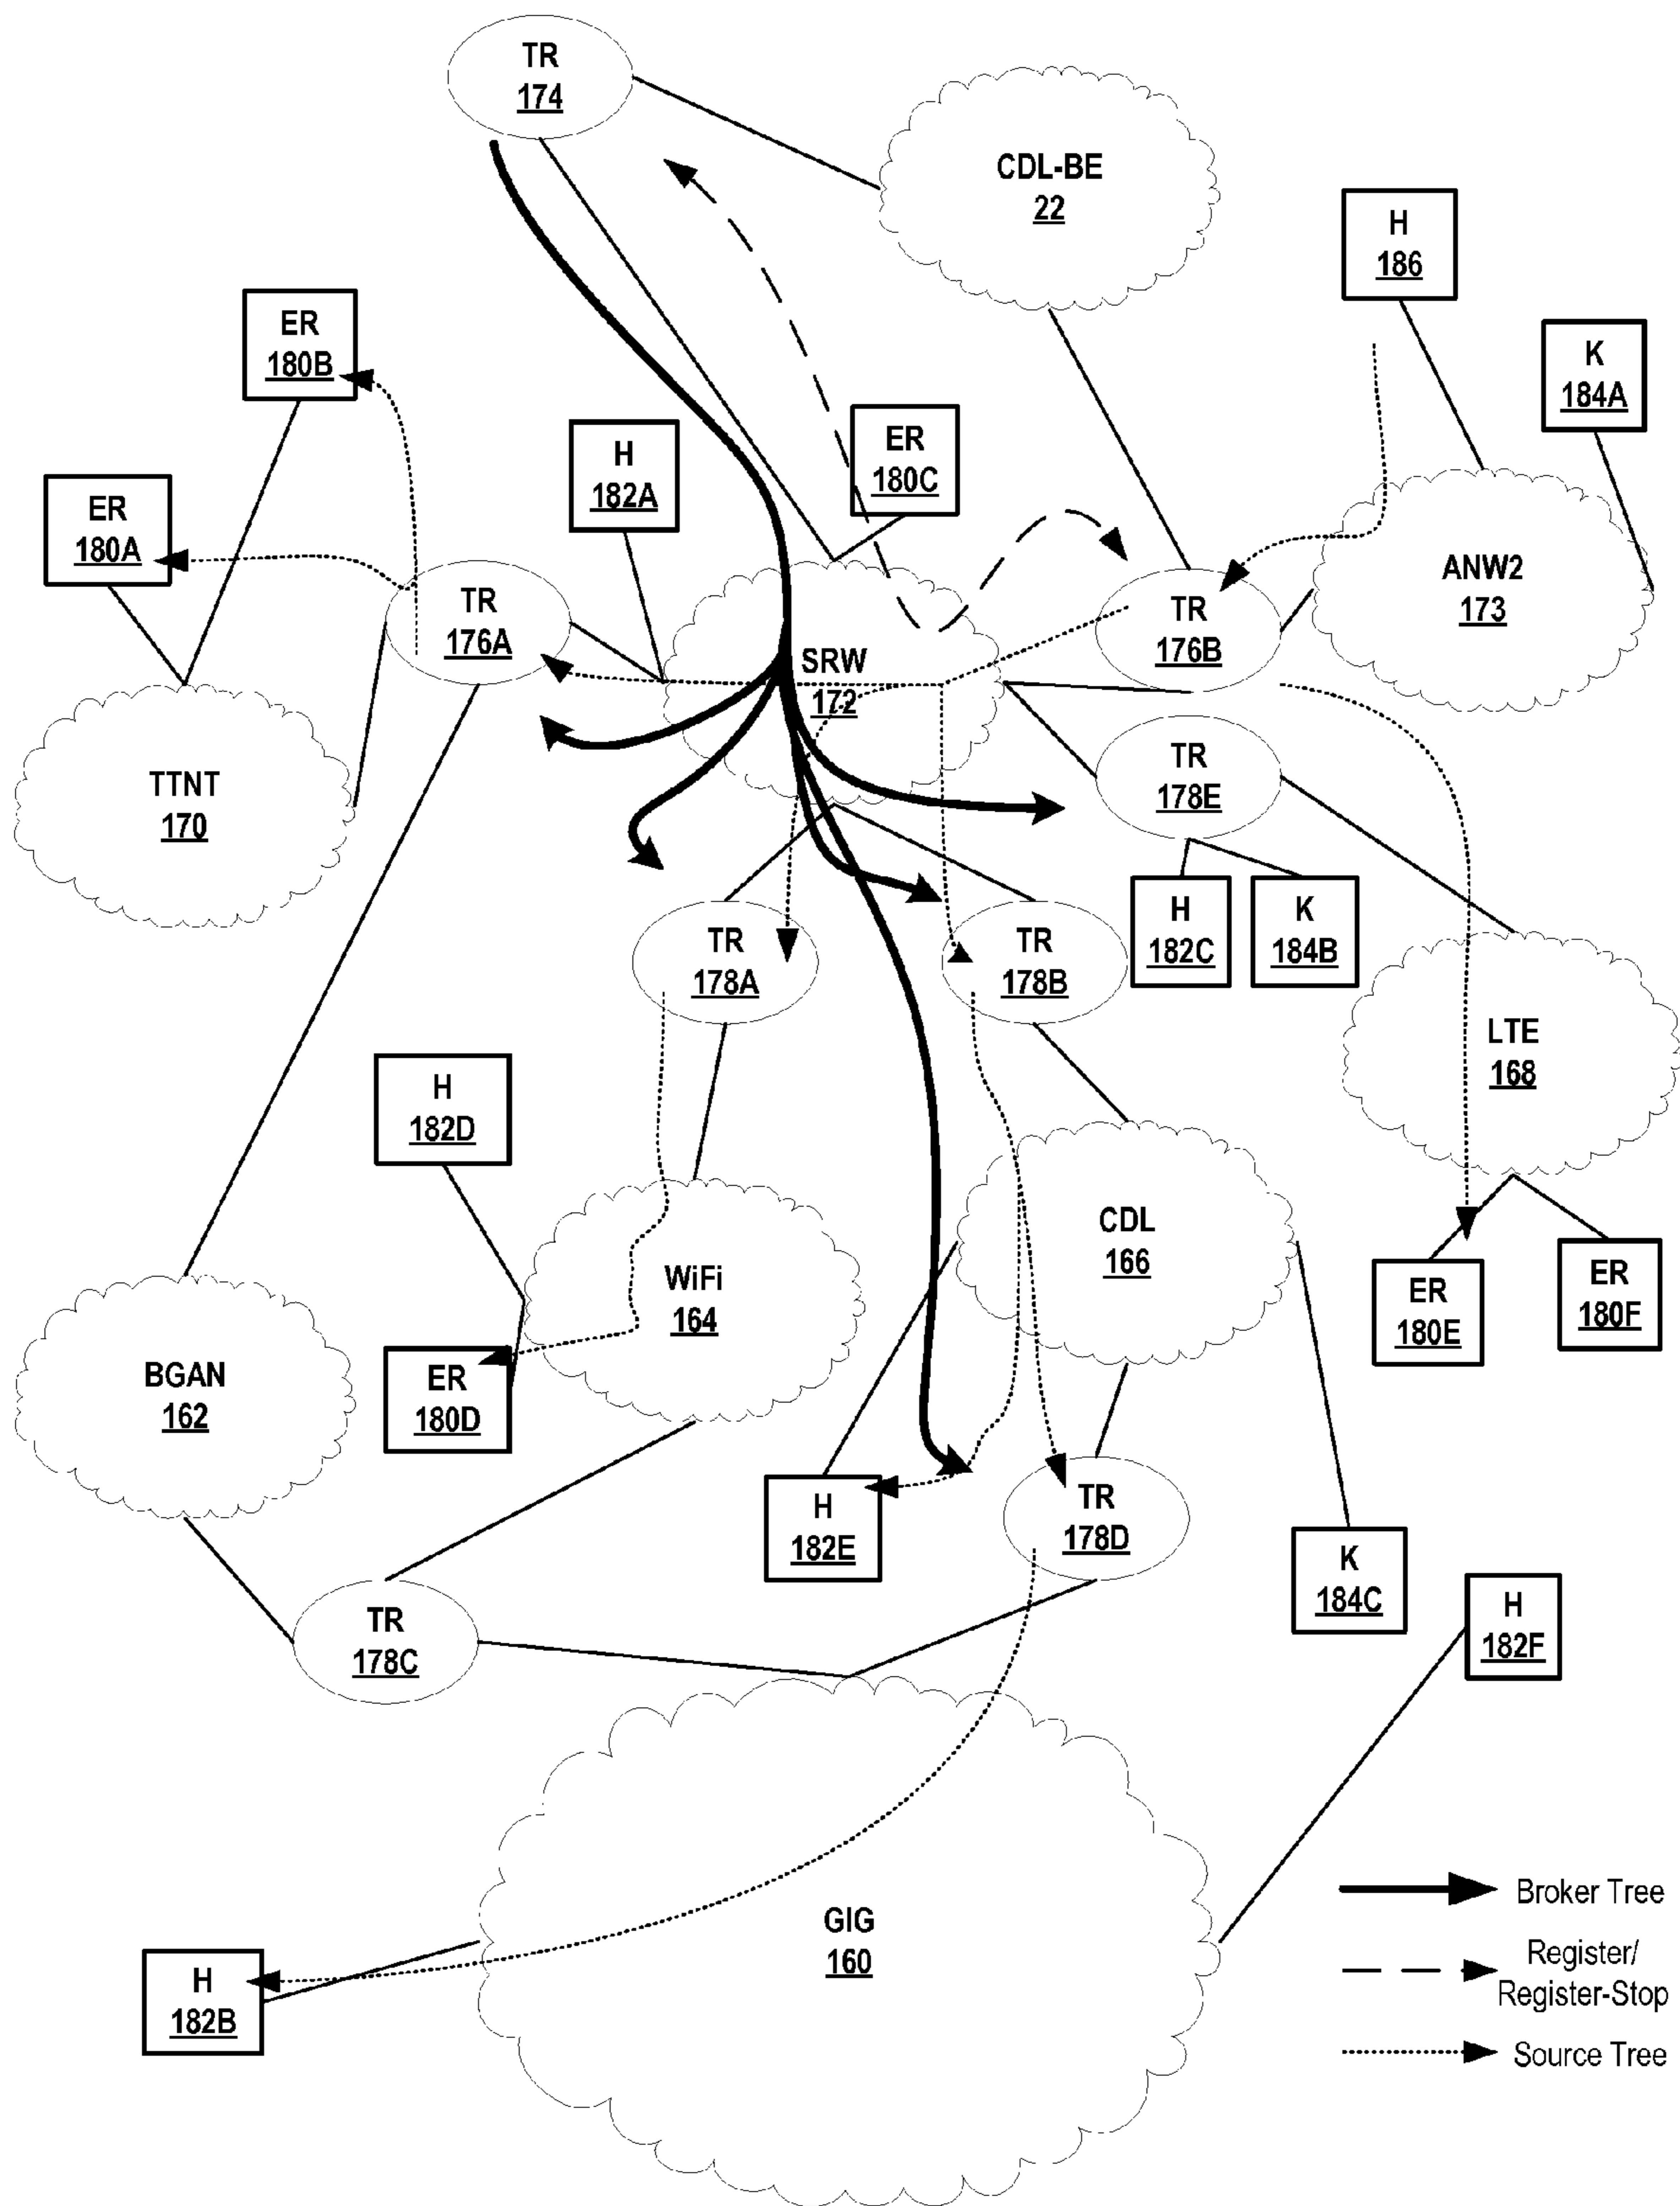 TR
174
CDL-BE
22
H
186
ER
180B
K
184A
ER
180C
H
182A
ER
180A
ANW2
173
TR
176A
TR
176B
SRW
172
TR
178E
TTNT
170
H
182C
K
184B
TR
178A
TR
178B
LTE
168
H
182D
CDL
166
WiFi
164
ER
180E
ER
180F
BGAN
162
ER
180D
H
182E
TR
178D
K
184C
H
182F
TR
178C
Broker Tree
GIG
160
Register/
Register-Stop
H
182B
Source Tree